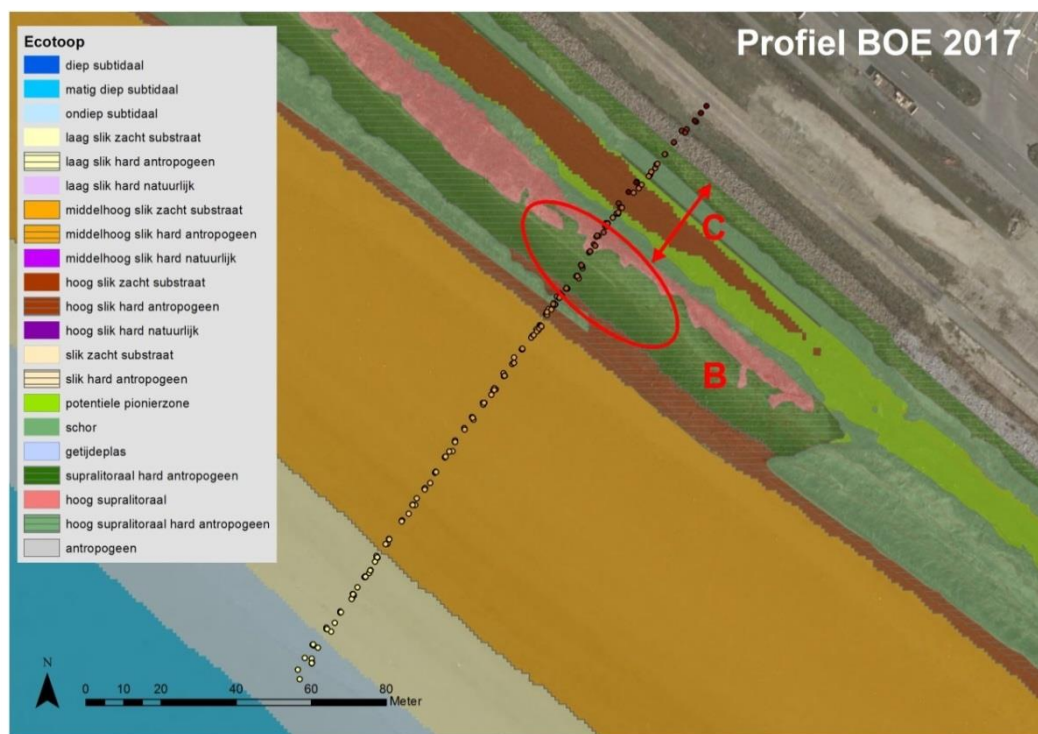 Profiel BOE 2017
Ecotoop
diep subtidaal
matig diep subtidaal
ondiep subtidaal
laag slik zacht substraat
laag slik hard antropogeen
laag slik hard natuurlijk
middelhoog slik zacht substraat
middelhoog slik hard antropogeen
middelhoog slik hard natuurlijk
hoog slik zacht substraat
hoog slik hard antropogeen
hoog slik hard natuurlijk
slik zacht substraat
slik hard antropogeen
potentiele pionierzone
schor
getijdeplas
supralitoraal hard antropogeen
hoog supralitoraal
hoog supralitoraal hard antropogeen
antropogeen
C
B
N
0 10 20 40 60 80
Meter